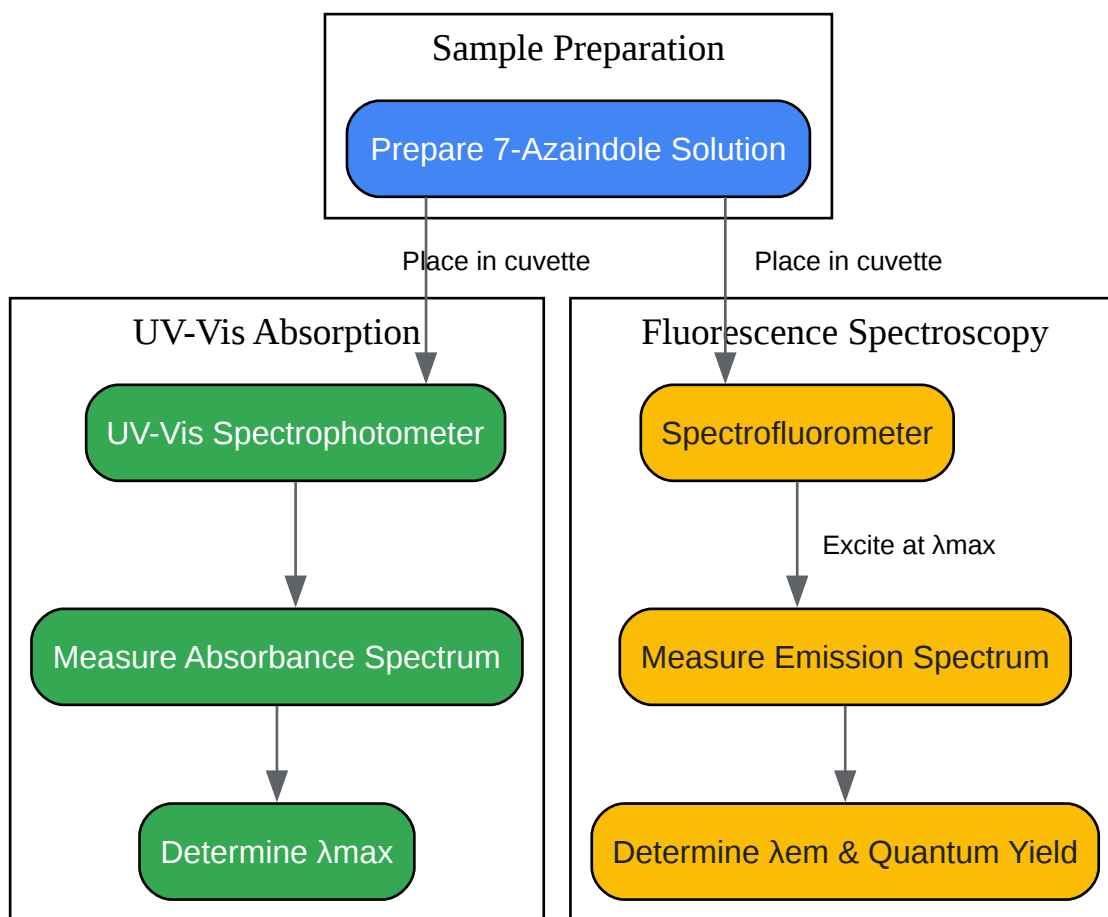 Sample Preparation
Prepare 7-Azaindole Solution
Place in cuvette
Place in cuvette
UV-Vis Absorption
UV-Vis Spectrophotometer
Measure Absorbance Spectrum
Determine λmax
Fluorescence Spectroscopy
Spectrofluorometer
Excite at λmax
Measure Emission Spectrum
Determine λem & Quantum Yield